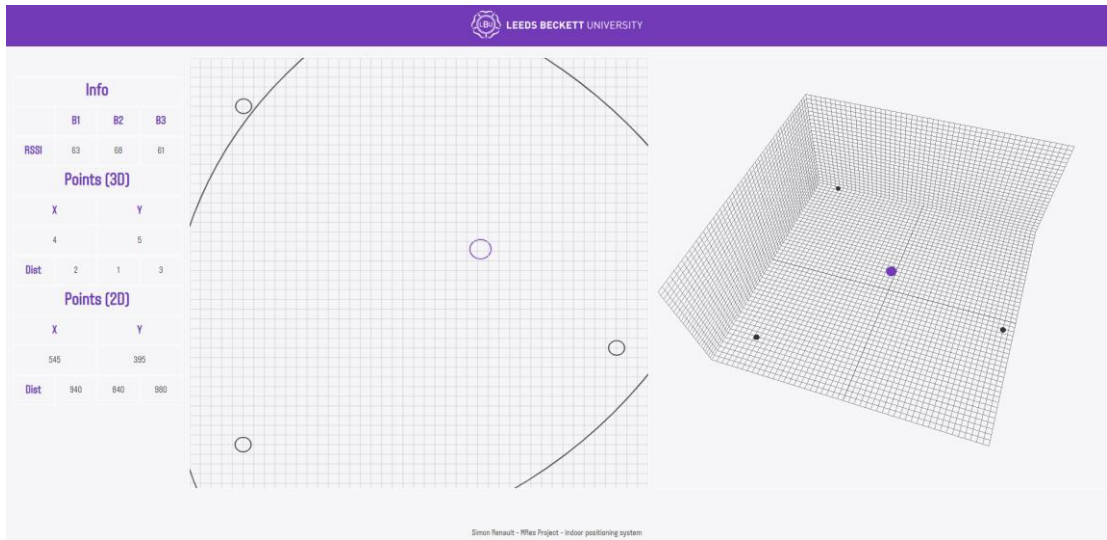 LBU LEEDS BECKETT UNIVERSITY
Info
B1 B2 B3
RSSI 63 68 61
Points (3D)
X Y
4 5
Dist 2 1 3
Points (2D)
X Y
545 395
Dist 940 840 980
Simon Renault - MRes Project - Indoor positioning system